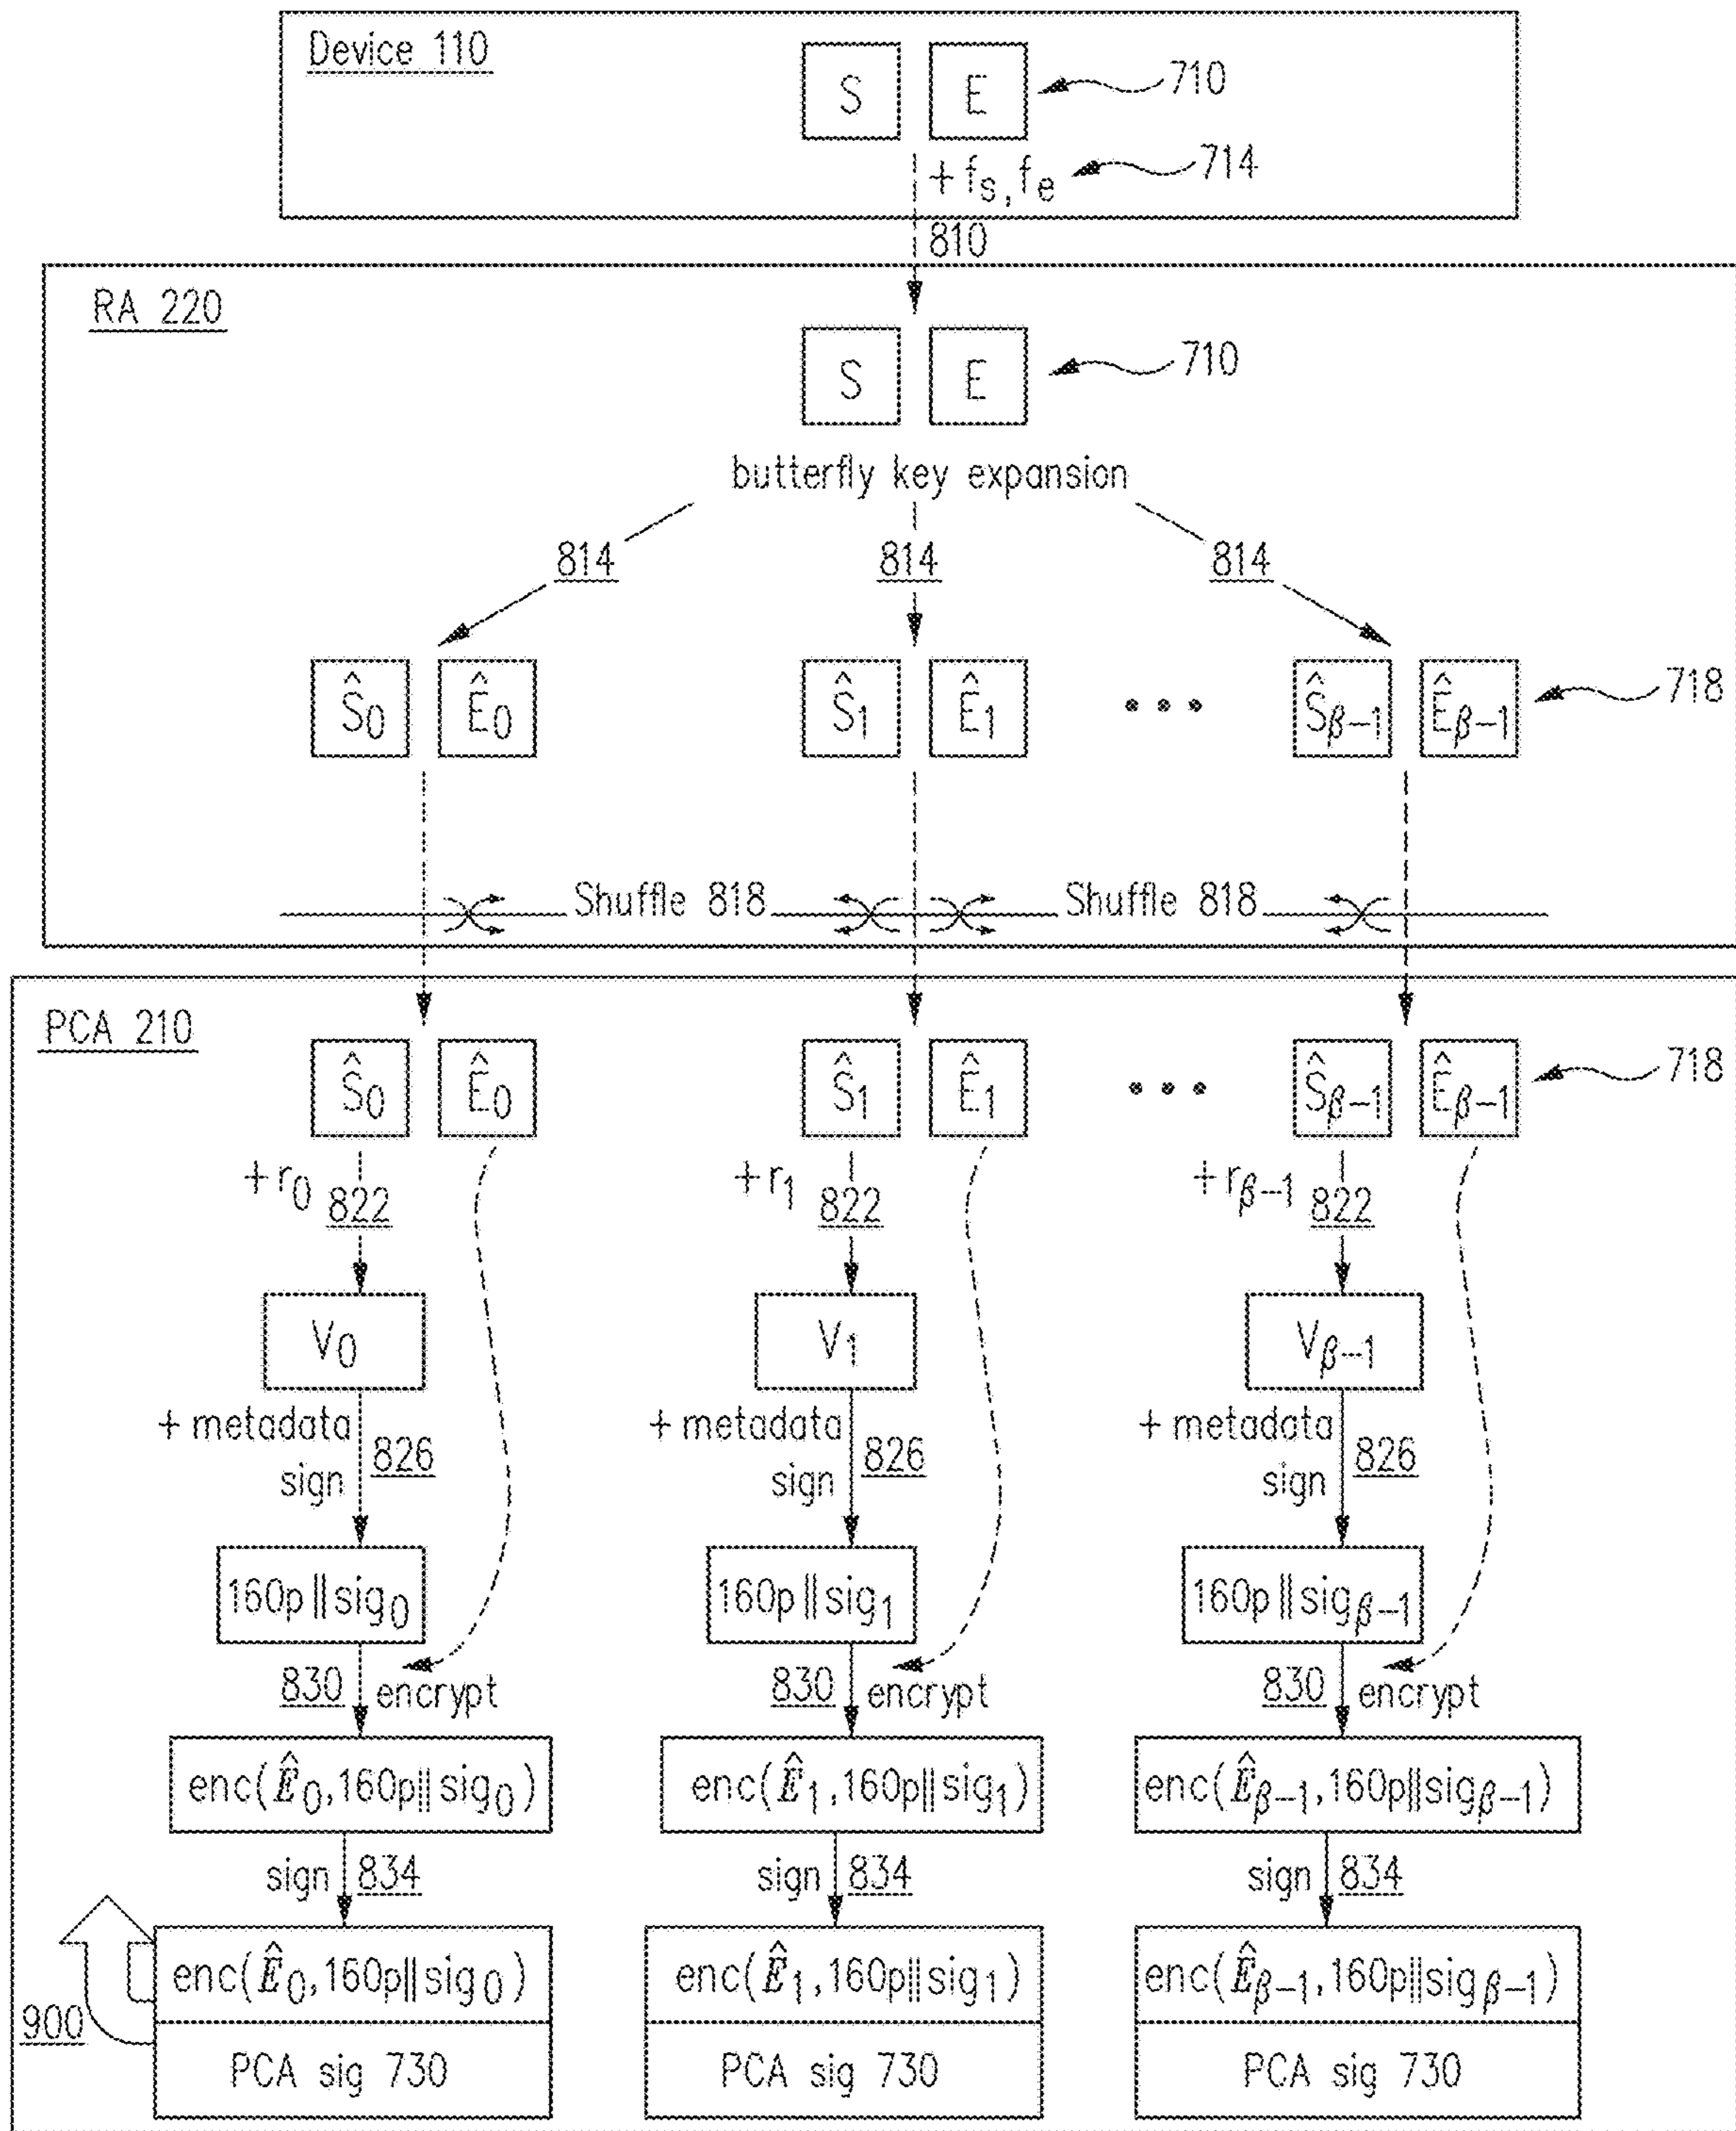 Device 110
S E 710
+ fs, fe 714
810
RA 220
S E 710
butterfly key expansion
814 814 814
Ŝ0 Ê0 Ŝ1 Ê1 ••• Ŝβ−1 Êβ−1 718
Shuffle 818 Shuffle 818
PCA 210
Ŝ0 Ê0 Ŝ1 Ê1 ••• Ŝβ−1 Êβ−1 718
+ r0 822 + r1 822 + rβ−1 822
V0 V1 Vβ−1
+ metadata + metadata + metadata
sign 826 sign 826 sign 826
160p||sig0 160p||sig1 160p||sigβ−1
830 encrypt 830 encrypt 830 encrypt
enc(Ê0,160p||sig0) enc(Ê1,160p||sig1) enc(Êβ−1,160p||sigβ−1)
sign 834 sign 834 sign 834
enc(Ê0,160p||sig0) enc(Ê1,160p||sig1) enc(Êβ−1,160p||sigβ−1)
900
PCA sig 730 PCA sig 730 PCA sig 730